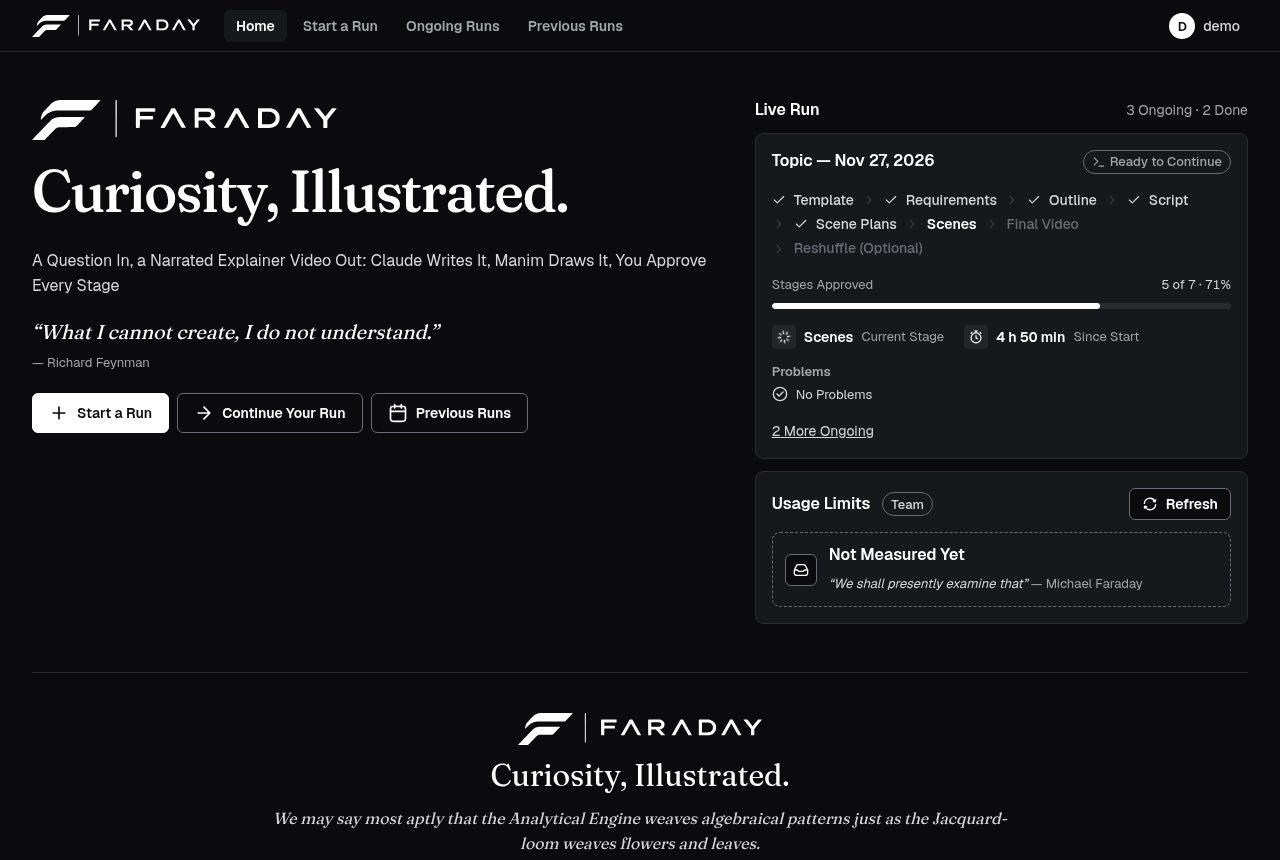 FARADAY
Home
Start a Run
Ongoing Runs
Previous Runs
D
demo
FARADAY
Curiosity, Illustrated.
A Question In, a Narrated Explainer Video Out: Claude Writes It, Manim Draws It, You Approve
Every Stage
“What I cannot create, I do not understand.”
— Richard Feynman
Start a Run
Continue Your Run
Previous Runs
Live Run
3 Ongoing · 2 Done
Topic — Nov 27, 2026
Ready to Continue
Template
Requirements
Outline
Script
Scene Plans
Scenes
Final Video
Reshuffle (Optional)
Stages Approved
5 of 7 · 71%
Scenes Current Stage
4 h 50 min Since Start
Problems
No Problems
2 More Ongoing
Usage Limits
Team
Refresh
Not Measured Yet
“We shall presently examine that” — Michael Faraday
FARADAY
Curiosity, Illustrated.
We may say most aptly that the Analytical Engine weaves algebraical patterns just as the Jacquard-
loom weaves flowers and leaves.